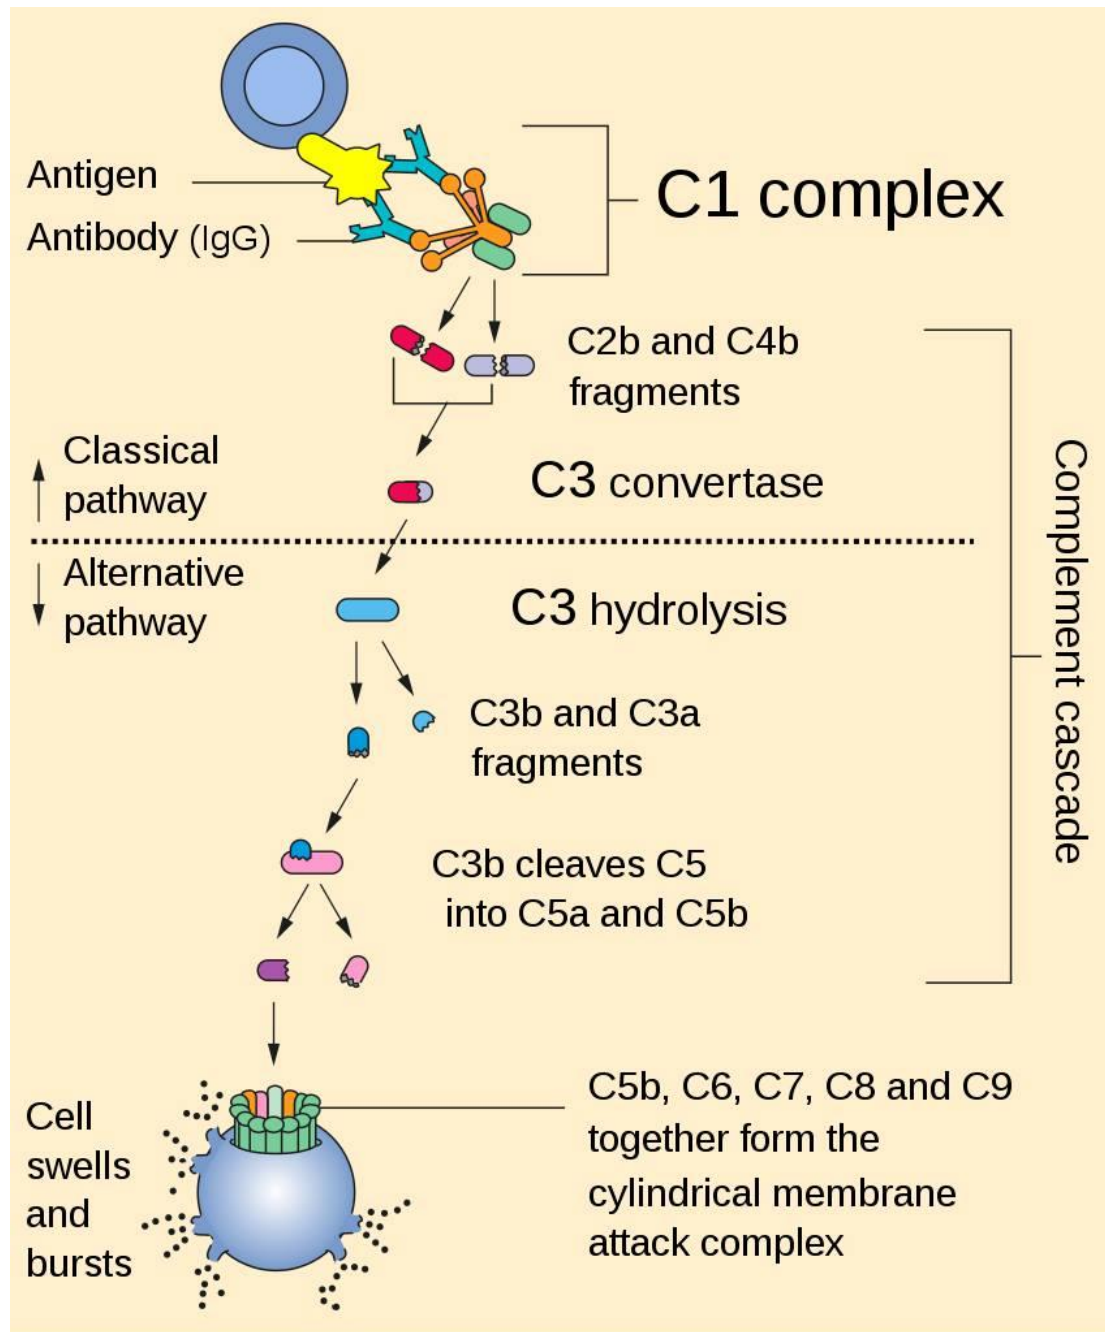 Antigen
Antibody (IgG)
C1 complex
C2b and C4b
fragments
Classical
pathway
C3 convertase
Alternative
pathway
C3 hydrolysis
C3b and C3a
fragments
C3b cleaves C5
into C5a and C5b
Complement cascade
Cell
swells
and
bursts
C5b, C6, C7, C8 and C9
together form the
cylindrical membrane
attack complex